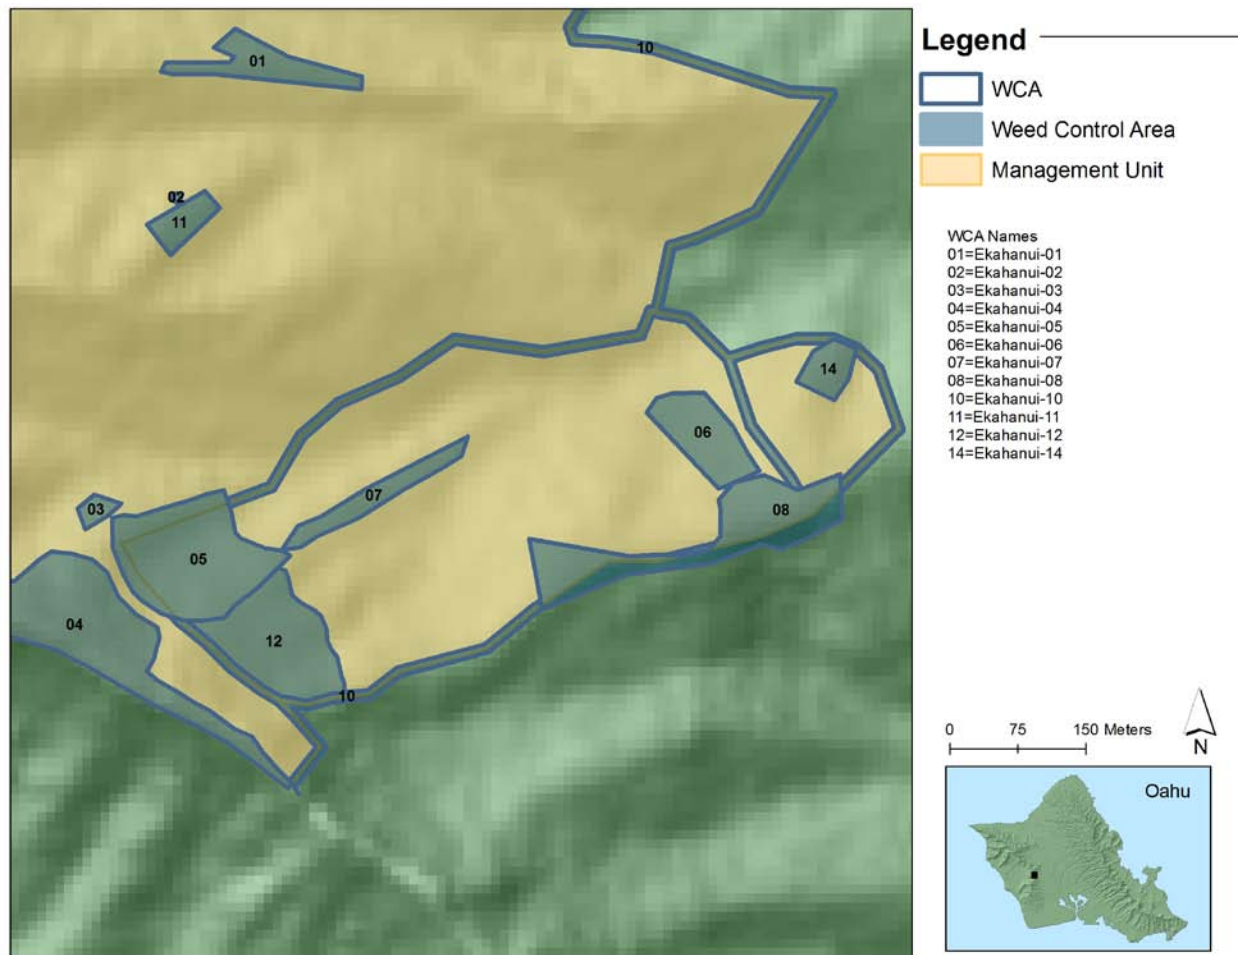 10
01
02
11
14
06
07
03
08
05
04
12
10
Legend
WCA
Weed Control Area
Management Unit
WCA Names
01=Ekahanui-01
02=Ekahanui-02
03=Ekahanui-03
04=Ekahanui-04
05=Ekahanui-05
06=Ekahanui-06
07=Ekahanui-07
08=Ekahanui-08
10=Ekahanui-10
11=Ekahanui-11
12=Ekahanui-12
14=Ekahanui-14
0 75 150 Meters
N
Oahu